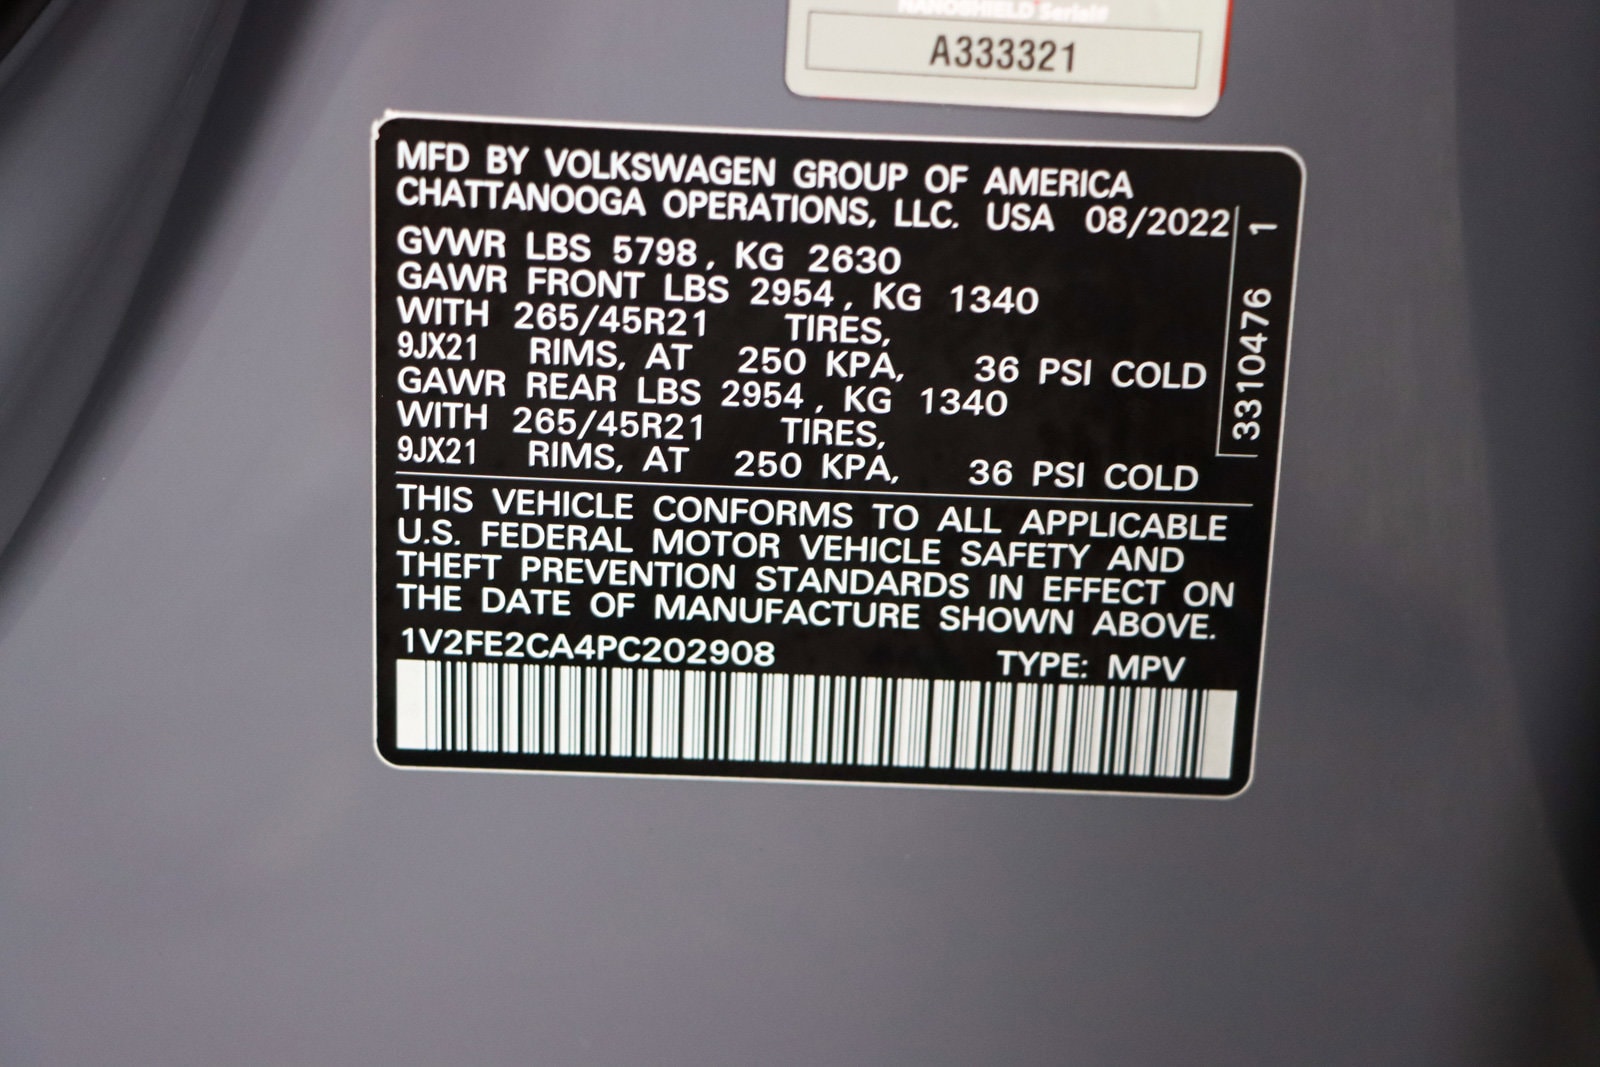 NANOSHIELD Serial#
A333321
MFD BY VOLKSWAGEN GROUP OF AMERICA
CHATTANOOGA OPERATIONS, LLC. USA 08/2022
GVWR LBS 5798, KG 2630
GAWR FRONT LBS 2954, KG 1340
WITH 265/45R21 TIRES,
9JX21 RIMS, AT 250 KPA, 36 PSI COLD
GAWR REAR LBS 2954, KG 1340
WITH 265/45R21 TIRES,
9JX21 RIMS, AT 250 KPA, 36 PSI COLD
THIS VEHICLE CONFORMS TO ALL APPLICABLE
U.S. FEDERAL MOTOR VEHICLE SAFETY AND
THEFT PREVENTION STANDARDS IN EFFECT ON
THE DATE OF MANUFACTURE SHOWN ABOVE.
1V2FE2CA4PC202908 TYPE: MPV
3310476 1